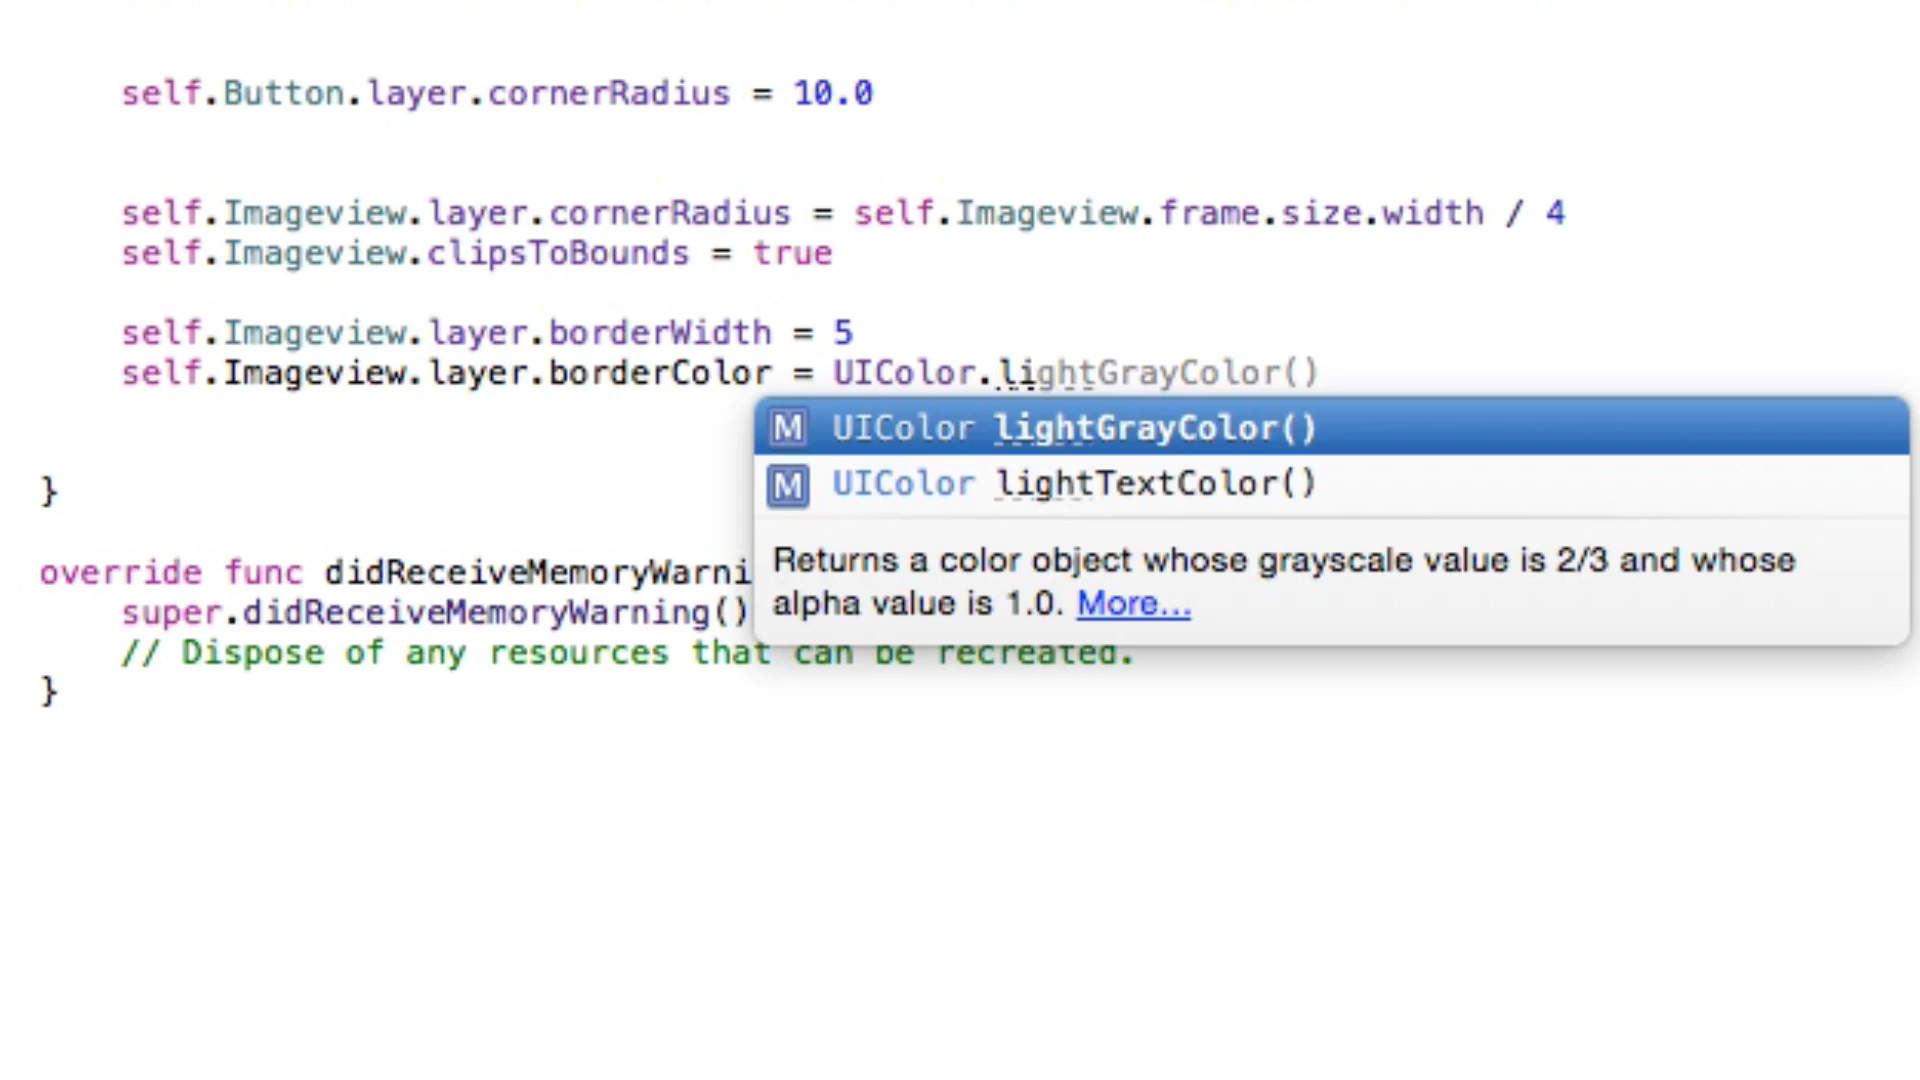 self.Button.layer.cornerRadius = 10.0
self.Imageview.layer.cornerRadius = self.Imageview.frame.size.width / 4
self.Imageview.clipsToBounds = true
self.Imageview.layer.borderWidth = 5
self.Imageview.layer.borderColor = UIColor.lightGrayColor()
M UIColor lightGrayColor()
M UIColor lightTextColor()
Returns a color object whose grayscale value is 2/3 and whose
alpha value is 1.0. More...
}
override func didReceiveMemoryWarni
super.didReceiveMemoryWarning()
// Dispose of any resources that can be recreated.
}